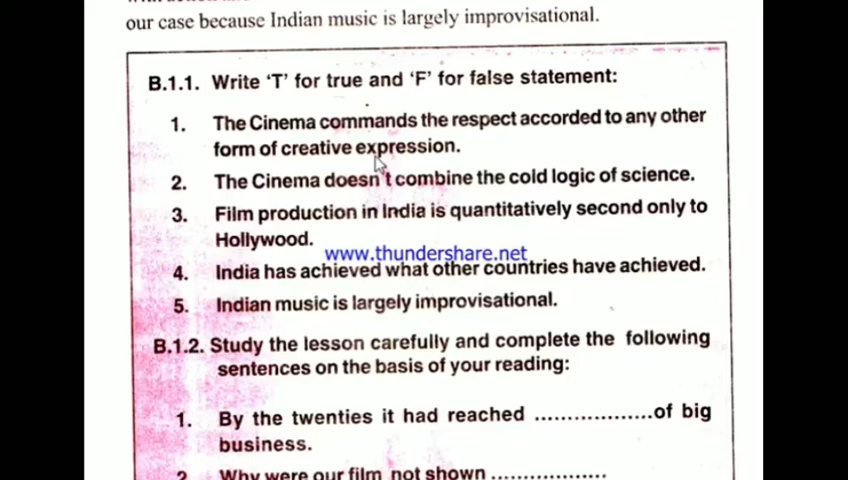 our case because Indian music is largely improvisational.
B.1.1. Write 'T' for true and 'F' for false statement:
1. The Cinema commands the respect accorded to any other
form of creative expression.
2. The Cinema doesn't combine the cold logic of science.
3. Film production in India is quantitatively second only to
Hollywood.
www.thundershare.net
4. India has achieved what other countries have achieved.
5. Indian music is largely improvisational.
B.1.2. Study the lesson carefully and complete the following
sentences on the basis of your reading:
1. By the twenties it had reached ..................of big
business.
2. Why were our film not shown ..................